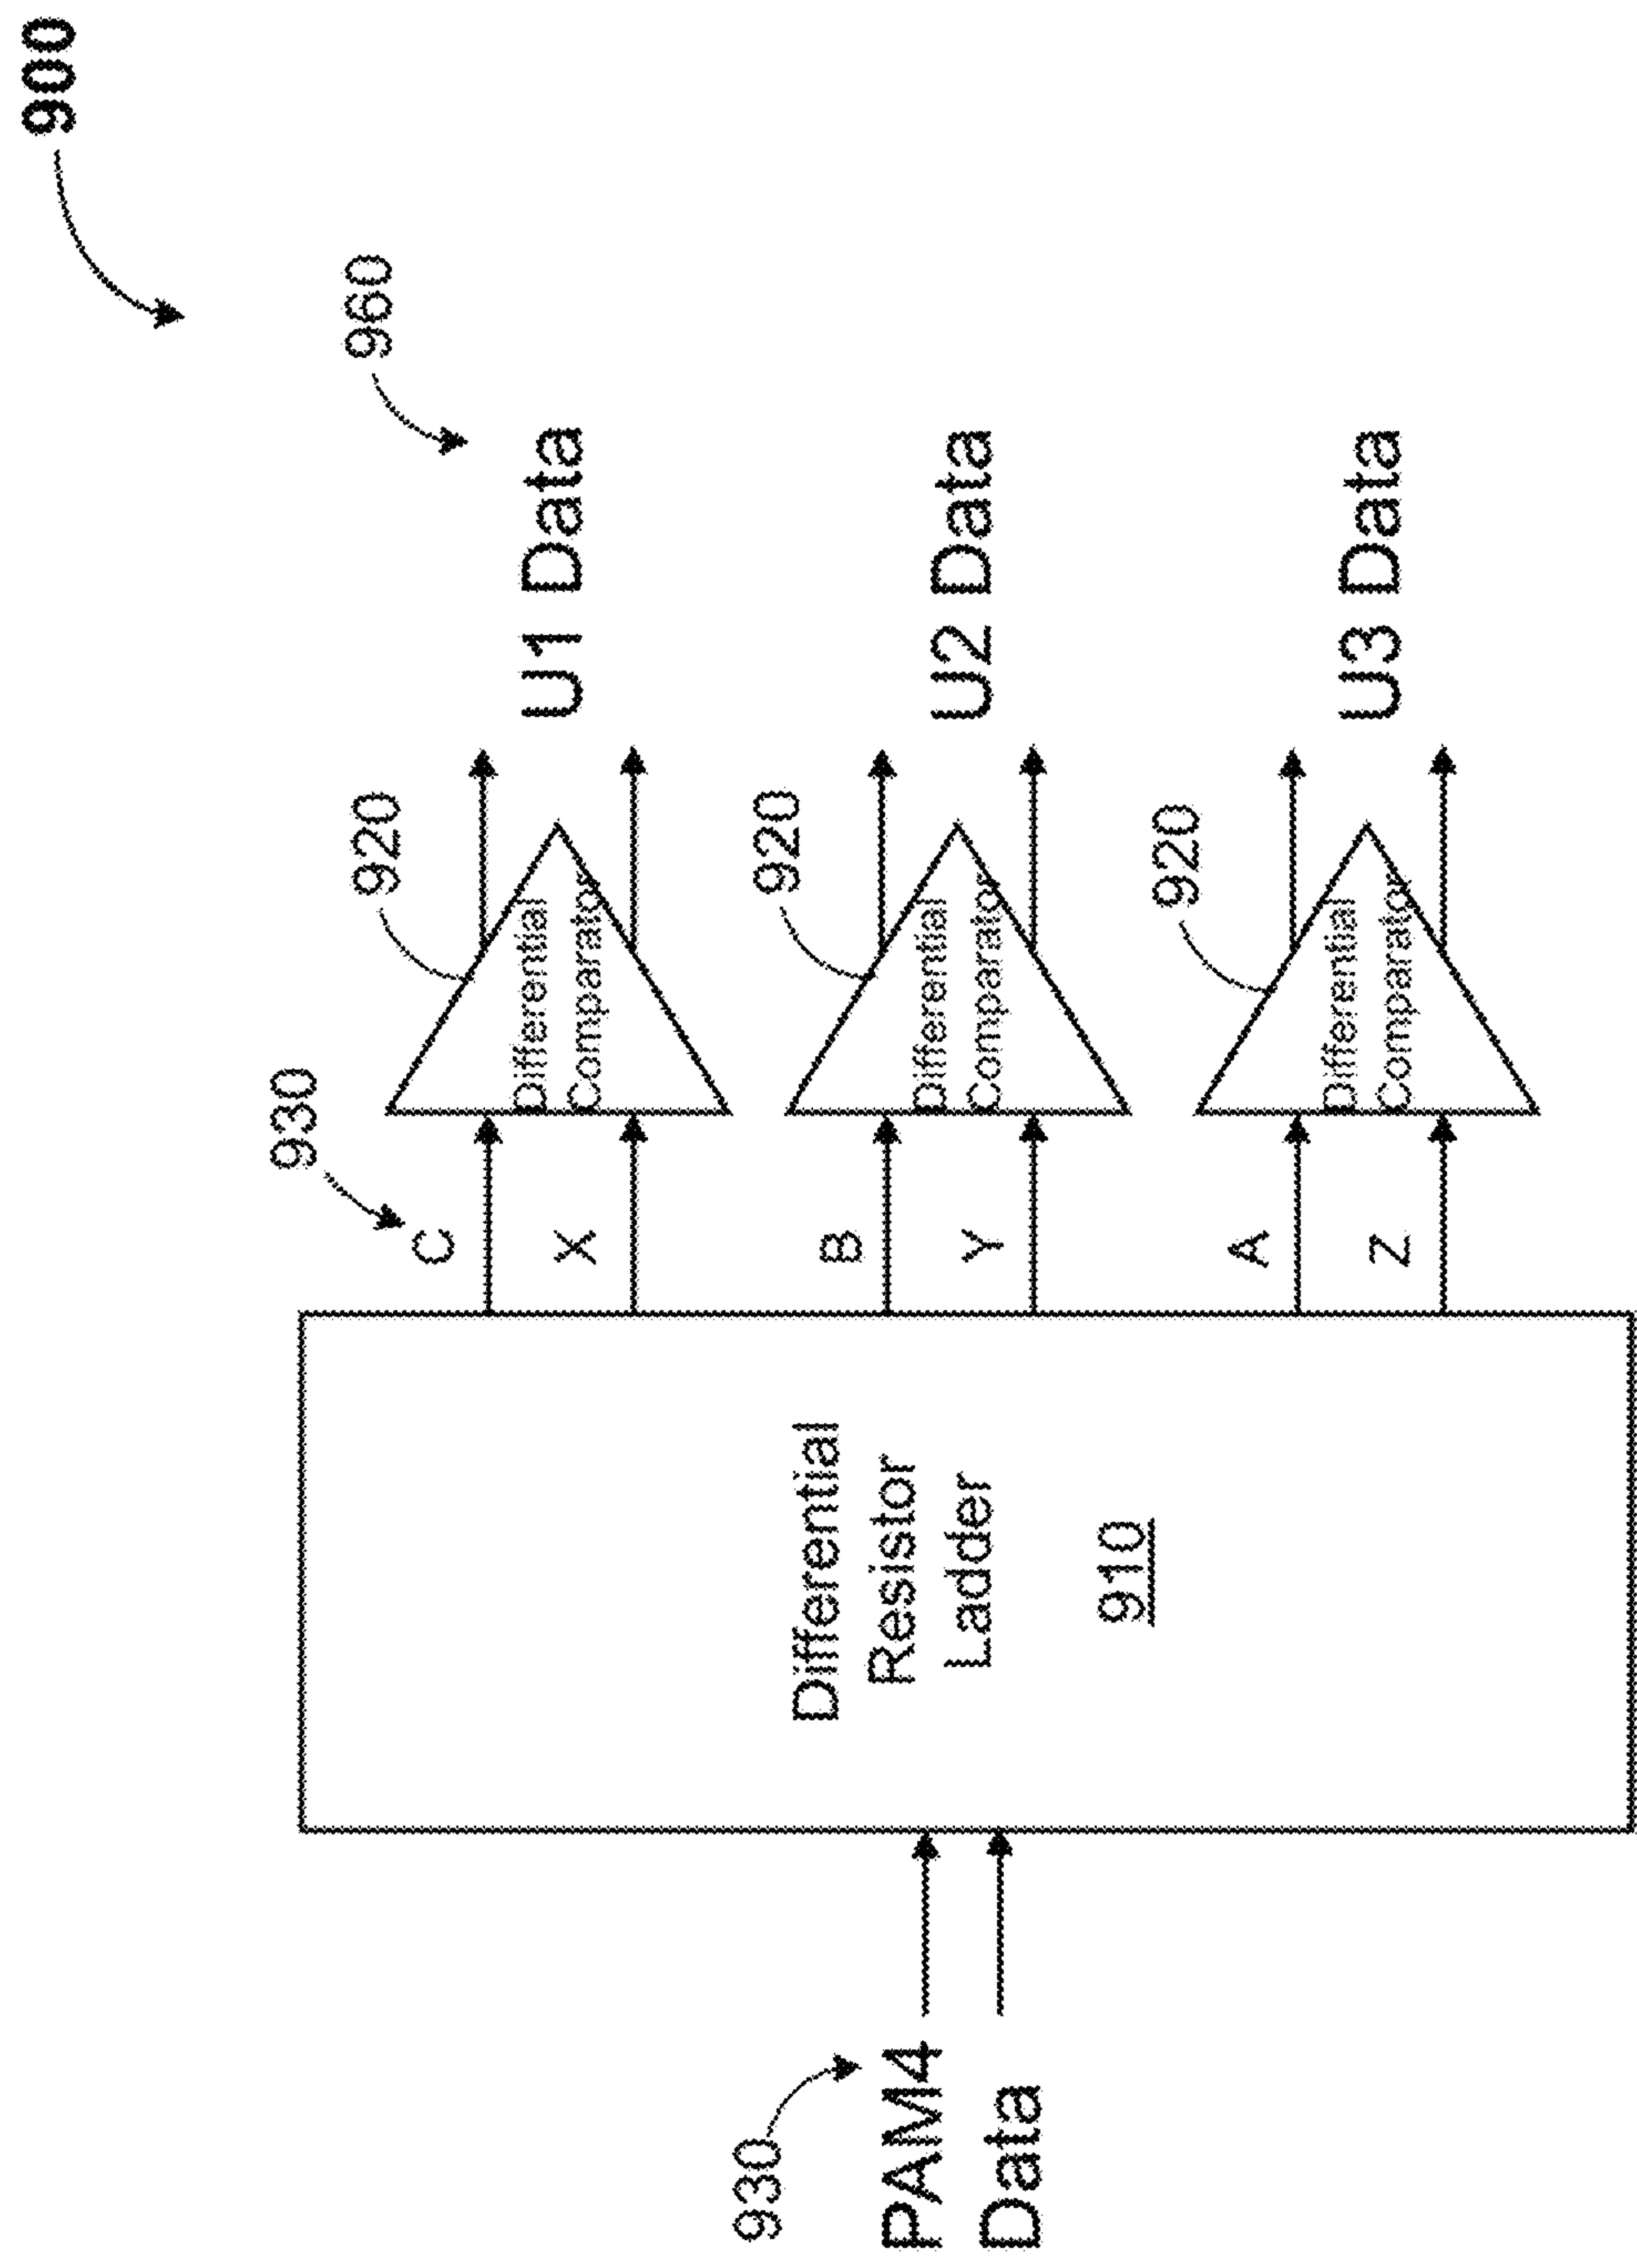 900
960
930
920
C
X
Differential
Comparator
U1 Data
920
B
Y
Differential
Comparator
U2 Data
920
A
Z
Differential
Comparator
U3 Data
Differential
Resistor
Ladder
910
930
PAM4
Data